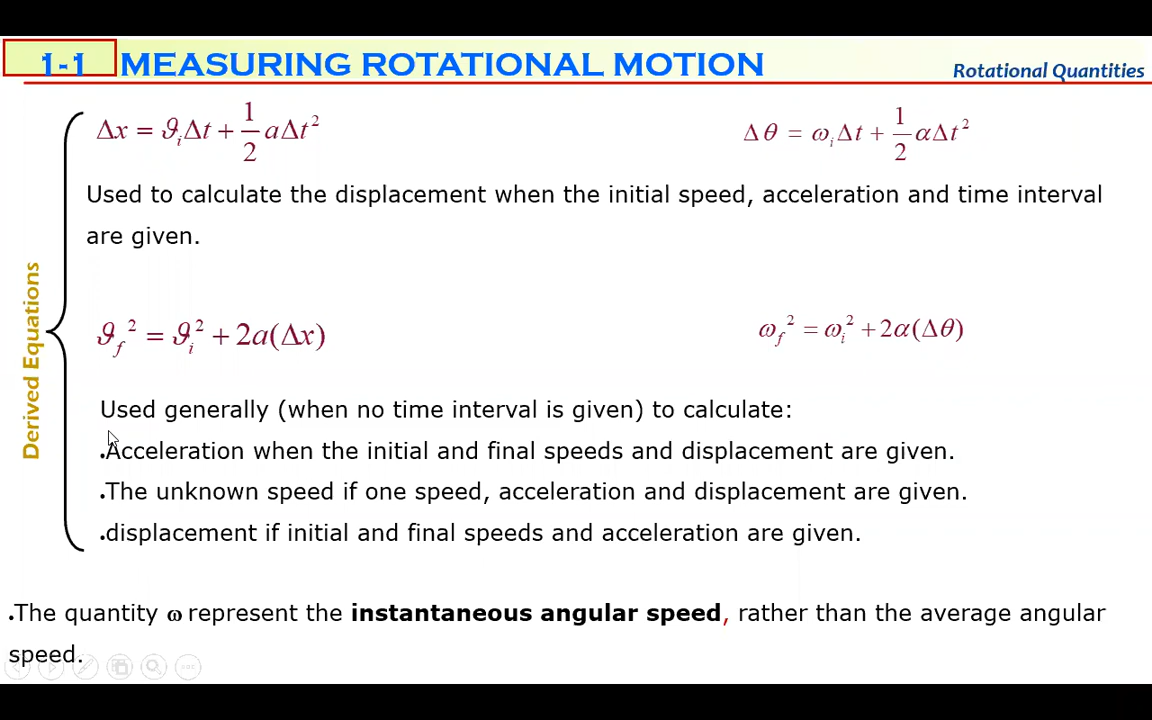 1-1 MEASURING ROTATIONAL MOTION
Rotational Quantities
Δx = ϑᵢΔt + 1/2 aΔt²
Δθ = ωᵢΔt + 1/2 αΔt²
Used to calculate the displacement when the initial speed, acceleration and time interval
are given.
Derived Equations
ϑ_f² = ϑᵢ² + 2a(Δx)
ω_f² = ωᵢ² + 2α(Δθ)
Used generally (when no time interval is given) to calculate:
•Acceleration when the initial and final speeds and displacement are given.
•The unknown speed if one speed, acceleration and displacement are given.
•displacement if initial and final speeds and acceleration are given.
•The quantity ω represent the instantaneous angular speed, rather than the average angular
speed.